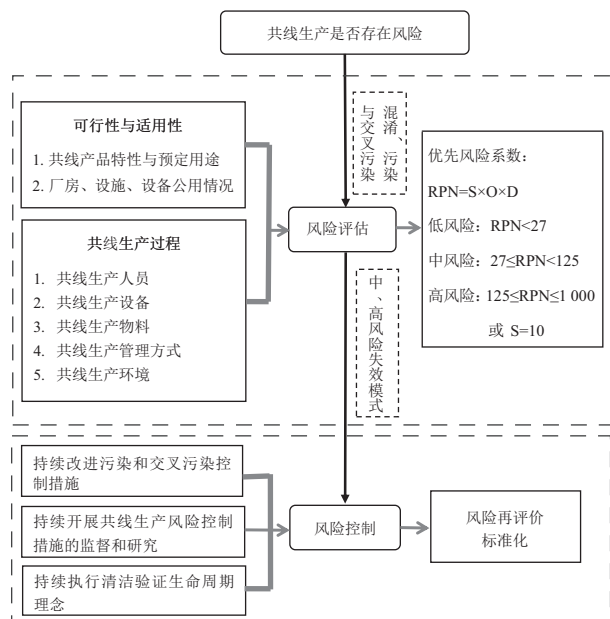 共线生产是否存在风险
混淆、污染
与交叉污染
可行性与适用性
1. 共线产品特性与预定用途
2. 厂房、设施、设备公用情况
共线生产过程
1. 共线生产人员
2. 共线生产设备
3. 共线生产物料
4. 共线生产管理方式
5. 共线生产环境
风险评估
优先风险系数：
RPN=S×O×D
低风险：RPN<27
中风险：27≤RPN<125
高风险：125≤RPN≤1 000
或 S=10
中、高风险失效模式
持续改进污染和交叉污染控
制措施
持续开展共线生产风险控制
措施的监督和研究
持续执行清洁验证生命周期
理念
风险控制
风险再评价
标准化